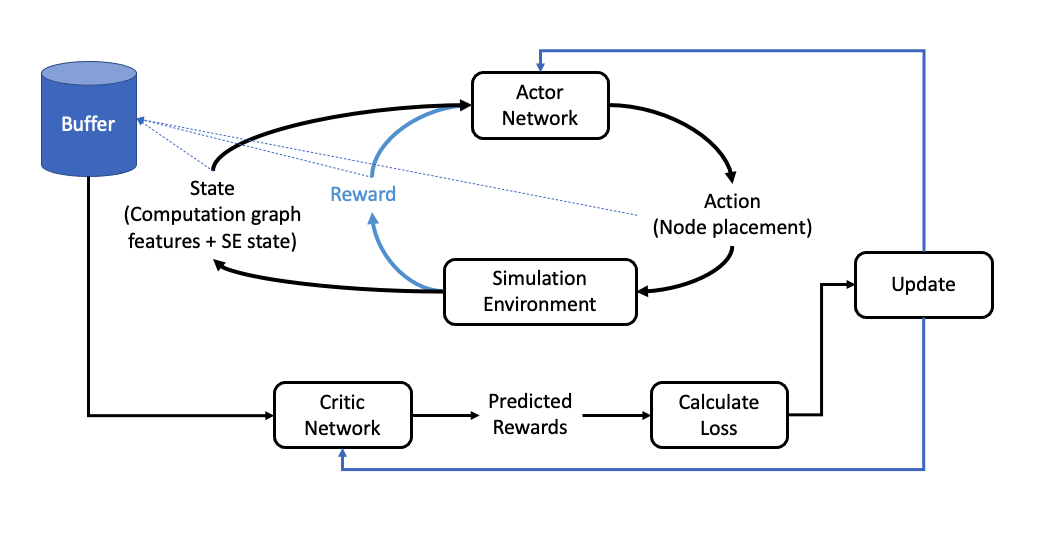 Actor
Network
Buffer
State
(Computation graph
features + SE state)
Reward
Action
(Node placement)
Simulation
Environment
Update
Critic
Network
Predicted
Rewards
Calculate
Loss